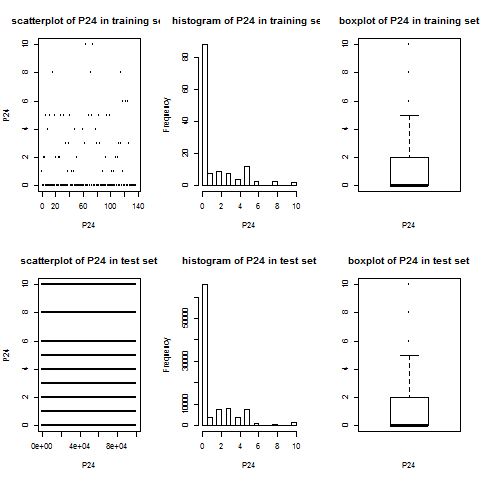 scatterplot of P24 in training se
histogram of P24 in training se
boxplot of P24 in training set
P24
0 2 4 6 8 10
0 20 60 100 140
P24
Frequency
0 20 40 60 80
0 2 4 6 8 10
P24
0 2 4 6 8 10
P24
scatterplot of P24 in test set
histogram of P24 in test set
boxplot of P24 in test set
P24
0 2 4 6 8 10
0e+00 4e+04 8e+04
P24
Frequency
0 10000 30000 50000
0 2 4 6 8 10
P24
0 2 4 6 8 10
P24